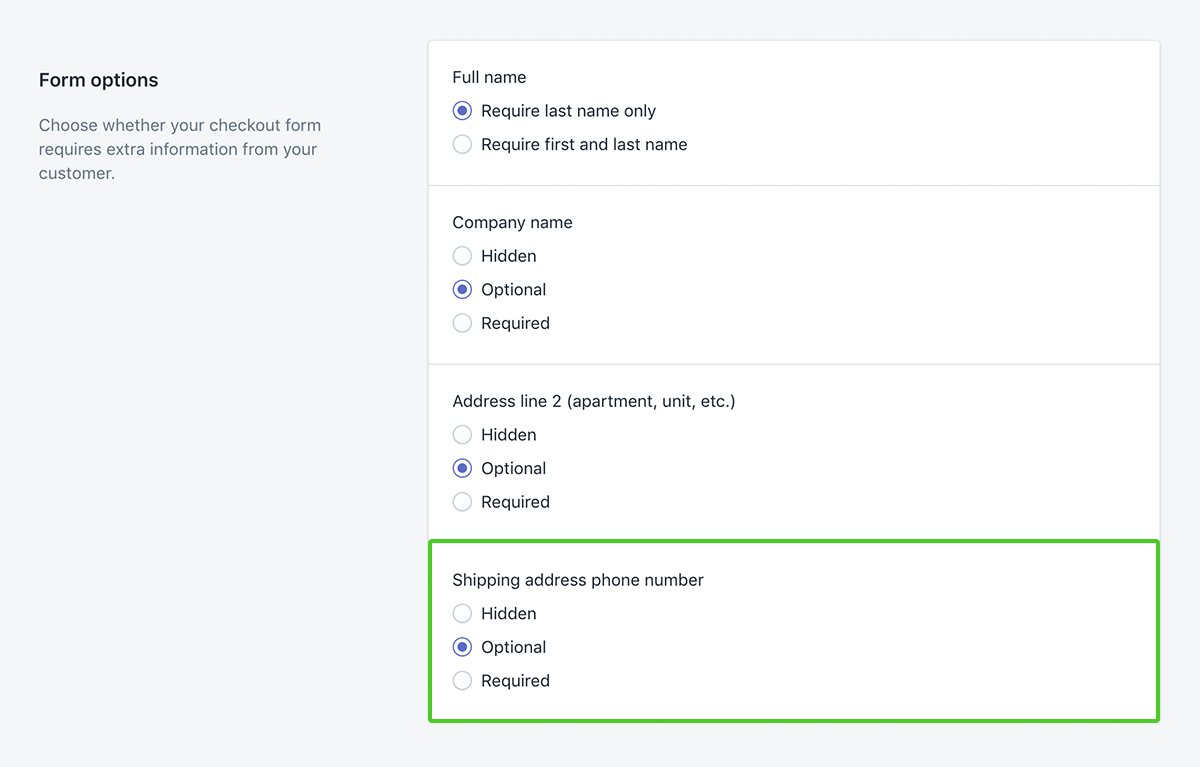 Form options
Choose whether your checkout form
requires extra information from your
customer.
Full name
Require last name only
Require first and last name
Company name
Hidden
Optional
Required
Address line 2 (apartment, unit, etc.)
Hidden
Optional
Required
Shipping address phone number
Hidden
Optional
Required